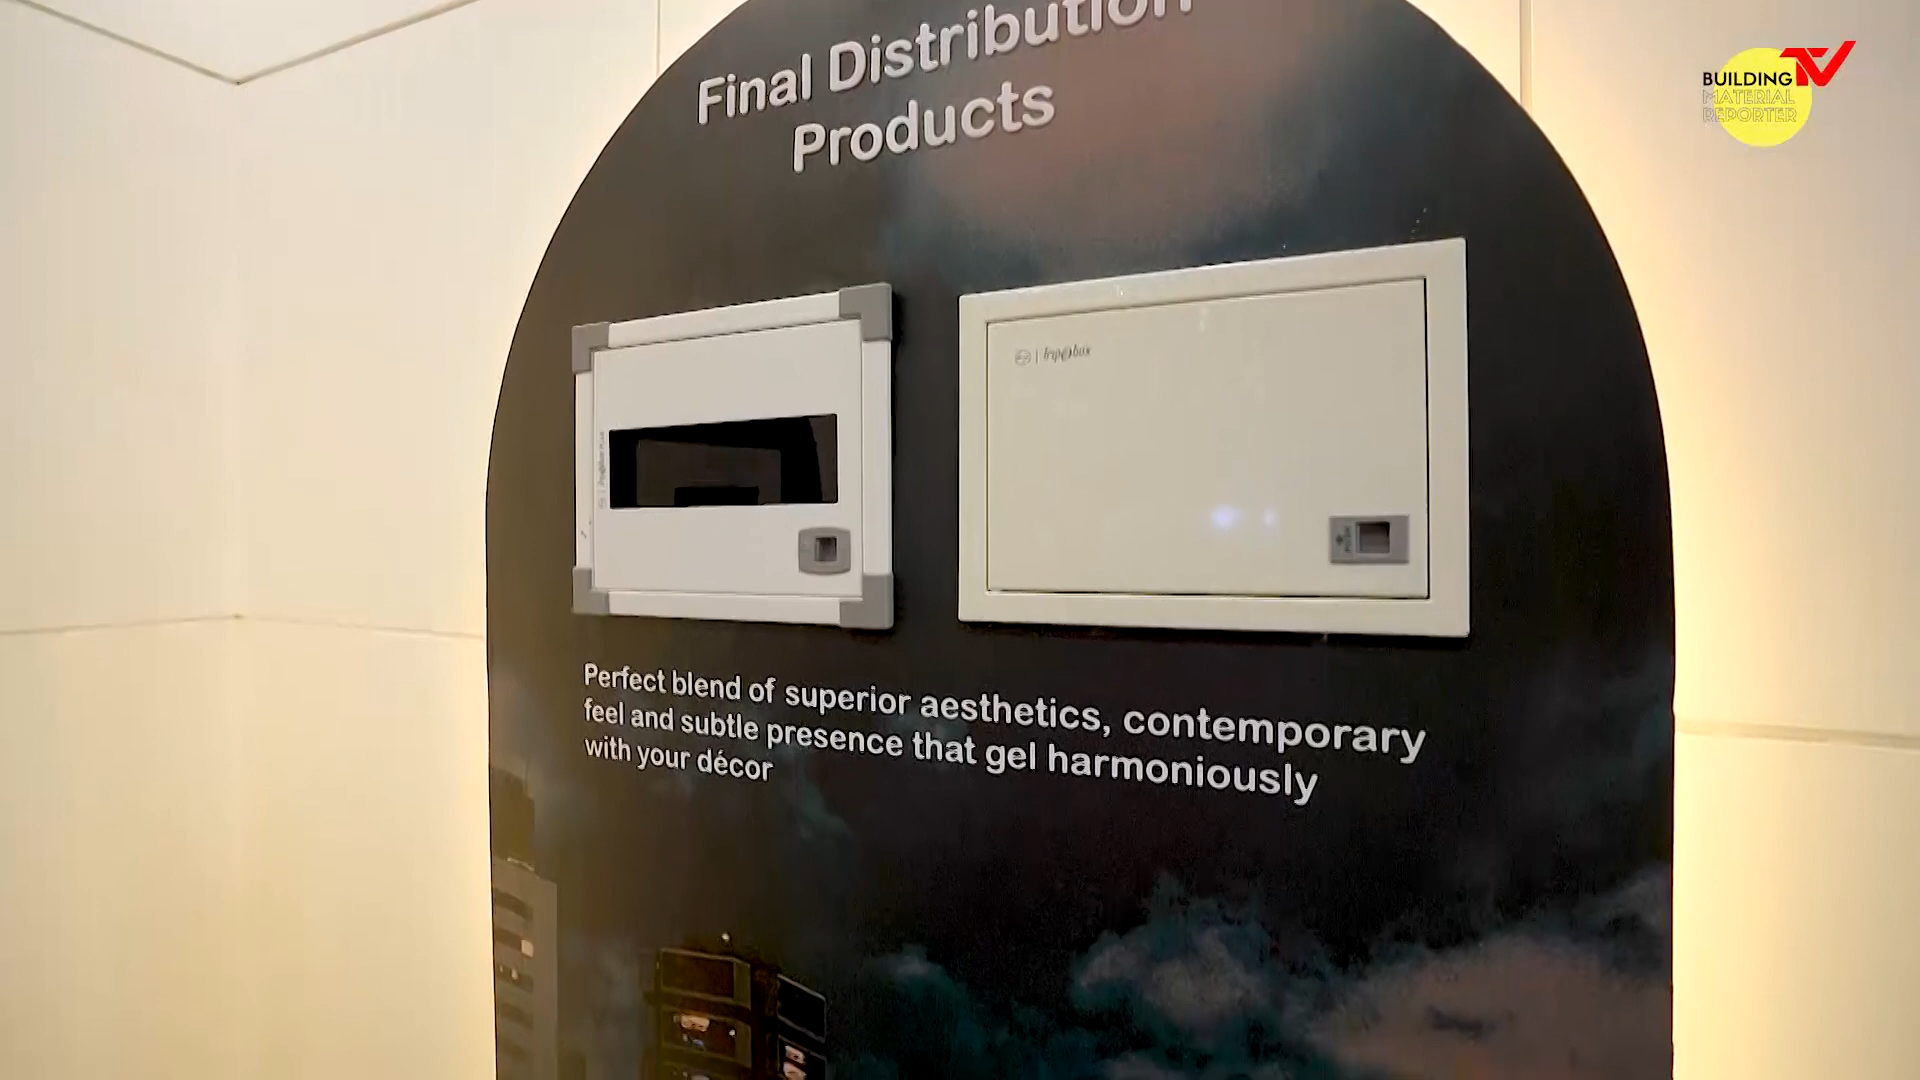 Final Distribution
Products
BUILDING TV
MATERIAL
REPORTER
Perfect blend of superior aesthetics, contemporary
feel and subtle presence that gel harmoniously
with your décor